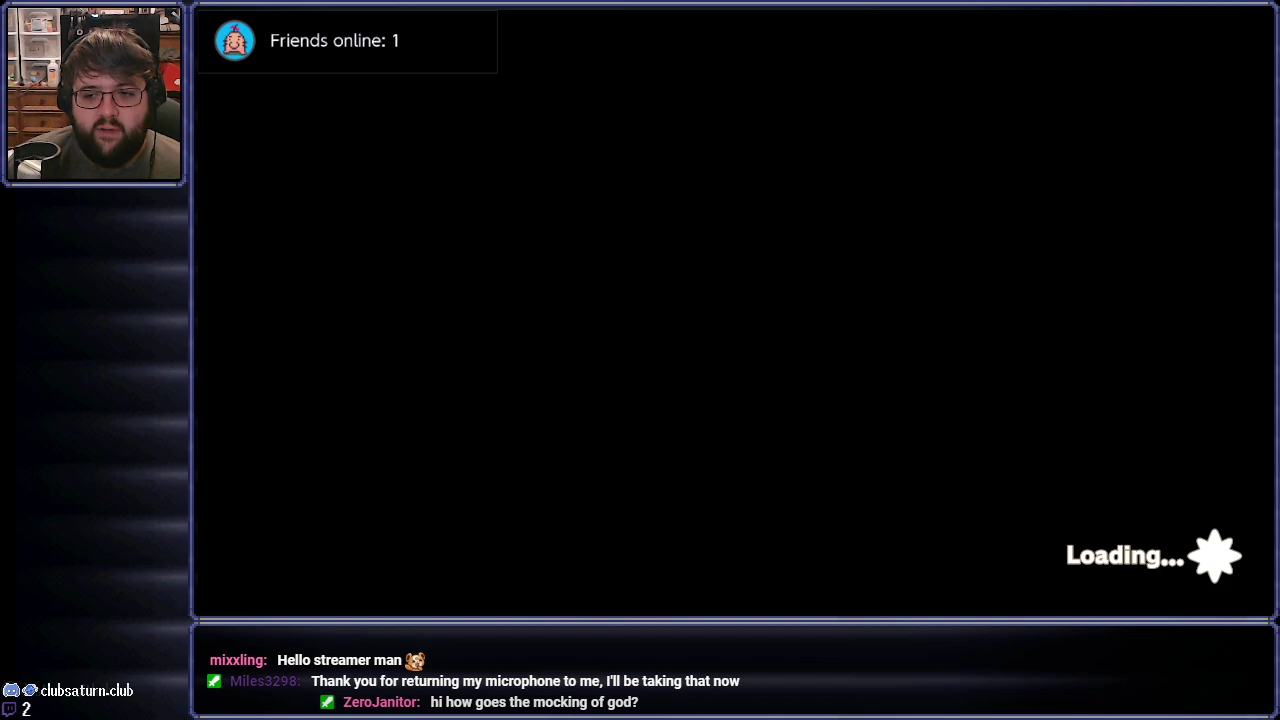 Friends online: 1
Loading...
mixxling: Hello streamer man
Miles3298: Thank you for returning my microphone to me, I'll be taking that now
ZeroJanitor: hi how goes the mocking of god?
clubsaturn.club
2